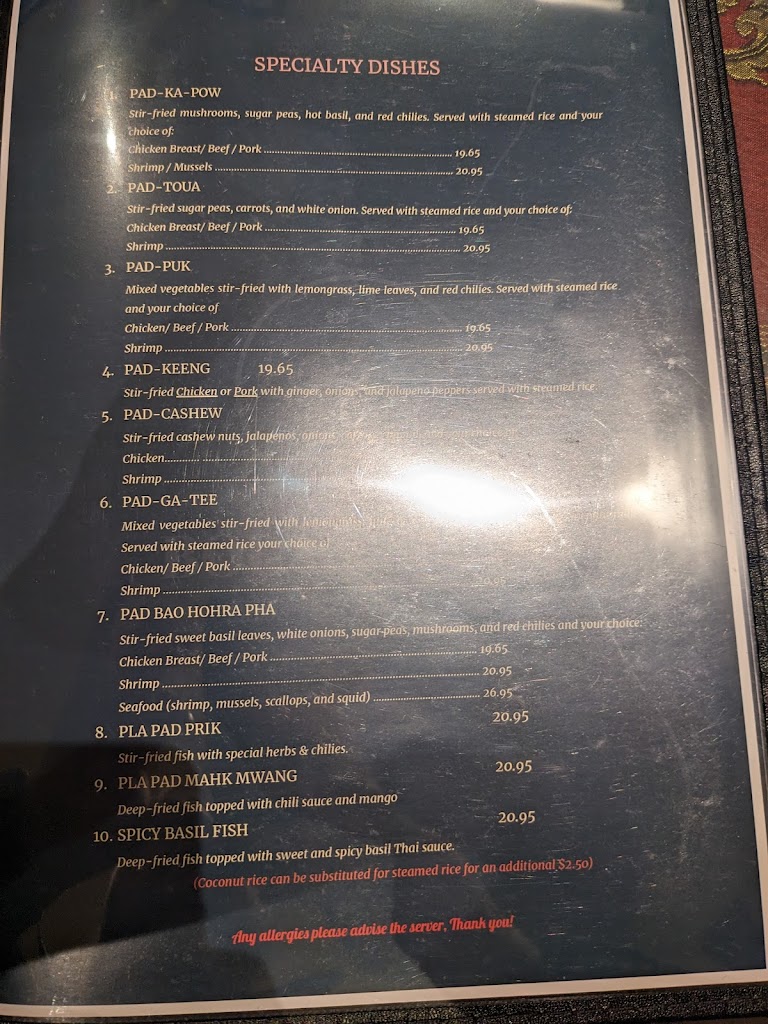 SPECIALTY DISHES
1. PAD-KA-POW
Stir-fried mushrooms, sugar peas, hot basil, and red chilies. Served with steamed rice and your
choice of:
Chicken Breast/ Beef / Pork ........ 19.65
Shrimp / Mussels ........ 20.95
2. PAD-TOUA
Stir-fried sugar peas, carrots, and white onion. Served with steamed rice and your choice of:
Chicken Breast/ Beef / Pork ........ 19.65
Shrimp ........ 20.95
3. PAD-PUK
Mixed vegetables stir-fried with lemongrass, lime leaves, and red chilies. Served with steamed rice
and your choice of
Chicken/ Beef / Pork ........ 19.65
Shrimp ........ 20.95
4. PAD-KEENG 19.65
Stir-fried Chicken or Pork with ginger, onions, and jalapeno peppers served with steamed rice.
5. PAD-CASHEW
Stir-fried cashew nuts, jalapenos, onions,
Chicken........
Shrimp ........
6. PAD-GA-TEE
Mixed vegetables stir-fried with lemongrass,
Served with steamed rice your choice of
Chicken/ Beef / Pork ........
Shrimp ........ 20.95
7. PAD BAO HOHRA PHA
Stir-fried sweet basil leaves, white onions, sugar peas, mushrooms, and red chilies and your choice:
Chicken Breast/ Beef / Pork ........ 19.65
Shrimp ........ 20.95
Seafood (shrimp, mussels, scallops, and squid) ........ 26.95
8. PLA PAD PRIK 20.95
Stir-fried fish with special herbs & chilies.
9. PLA PAD MAHK MWANG 20.95
Deep-fried fish topped with chili sauce and mango
10. SPICY BASIL FISH 20.95
Deep-fried fish topped with sweet and spicy basil Thai sauce.
(Coconut rice can be substituted for steamed rice for an additional $2.50)
Any allergies please advise the server, Thank you!